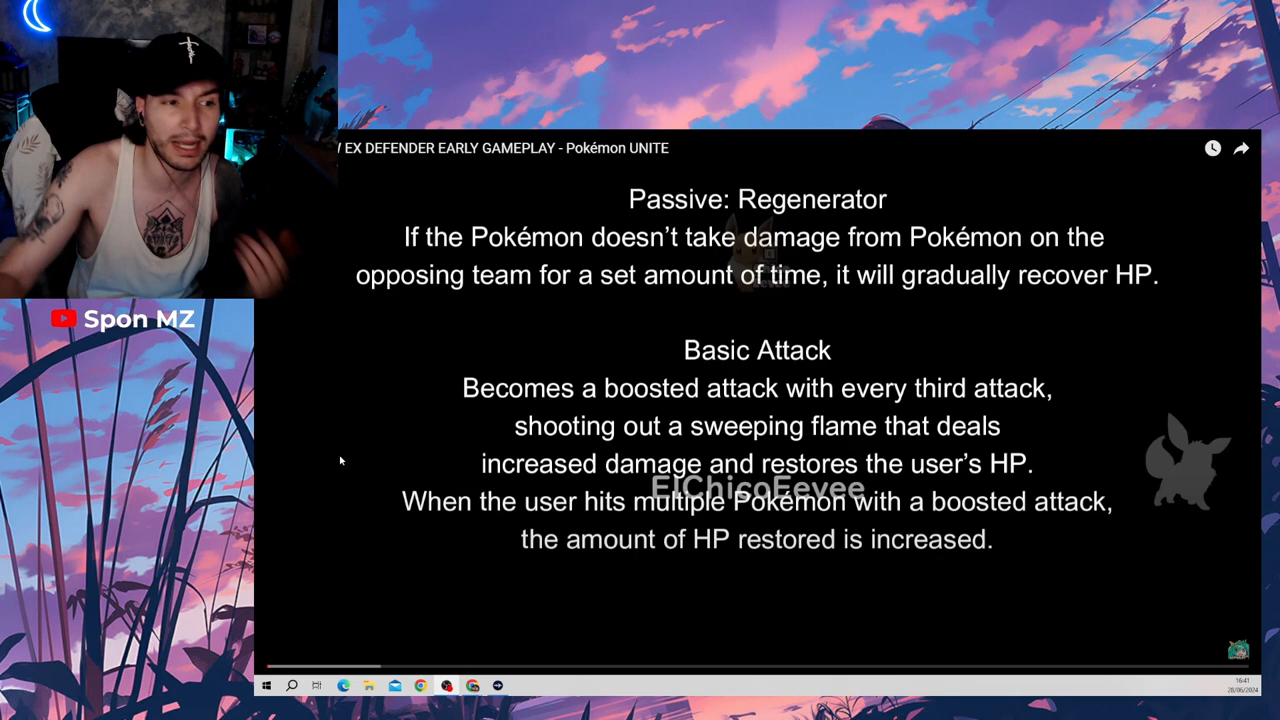 EX DEFENDER EARLY GAMEPLAY - Pokémon UNITE
Passive: Regenerator
If the Pokémon doesn't take damage from Pokémon on the
opposing team for a set amount of time, it will gradually recover HP.
Spon MZ
Basic Attack
Becomes a boosted attack with every third attack,
shooting out a sweeping flame that deals
increased damage and restores the user's HP.
ElChicoEevee
When the user hits multiple Pokémon with a boosted attack,
the amount of HP restored is increased.
16:41
28/06/2024